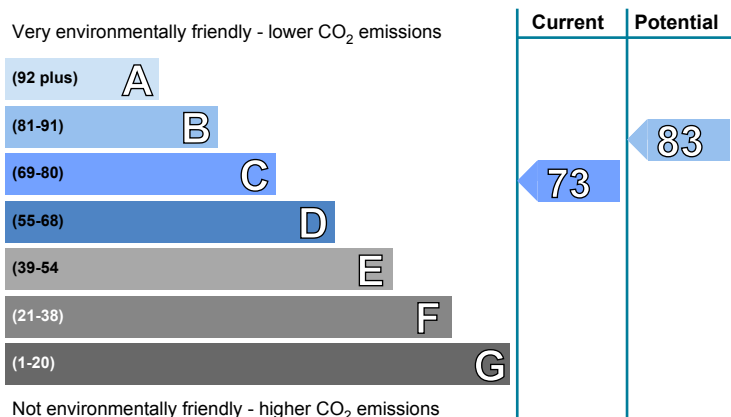 Very environmentally friendly - lower CO₂ emissions
Current
Potential
(92 plus) A
(81-91) B
(69-80) C
(55-68) D
(39-54 E
(21-38) F
(1-20) G
73
83
Not environmentally friendly - higher CO₂ emissions